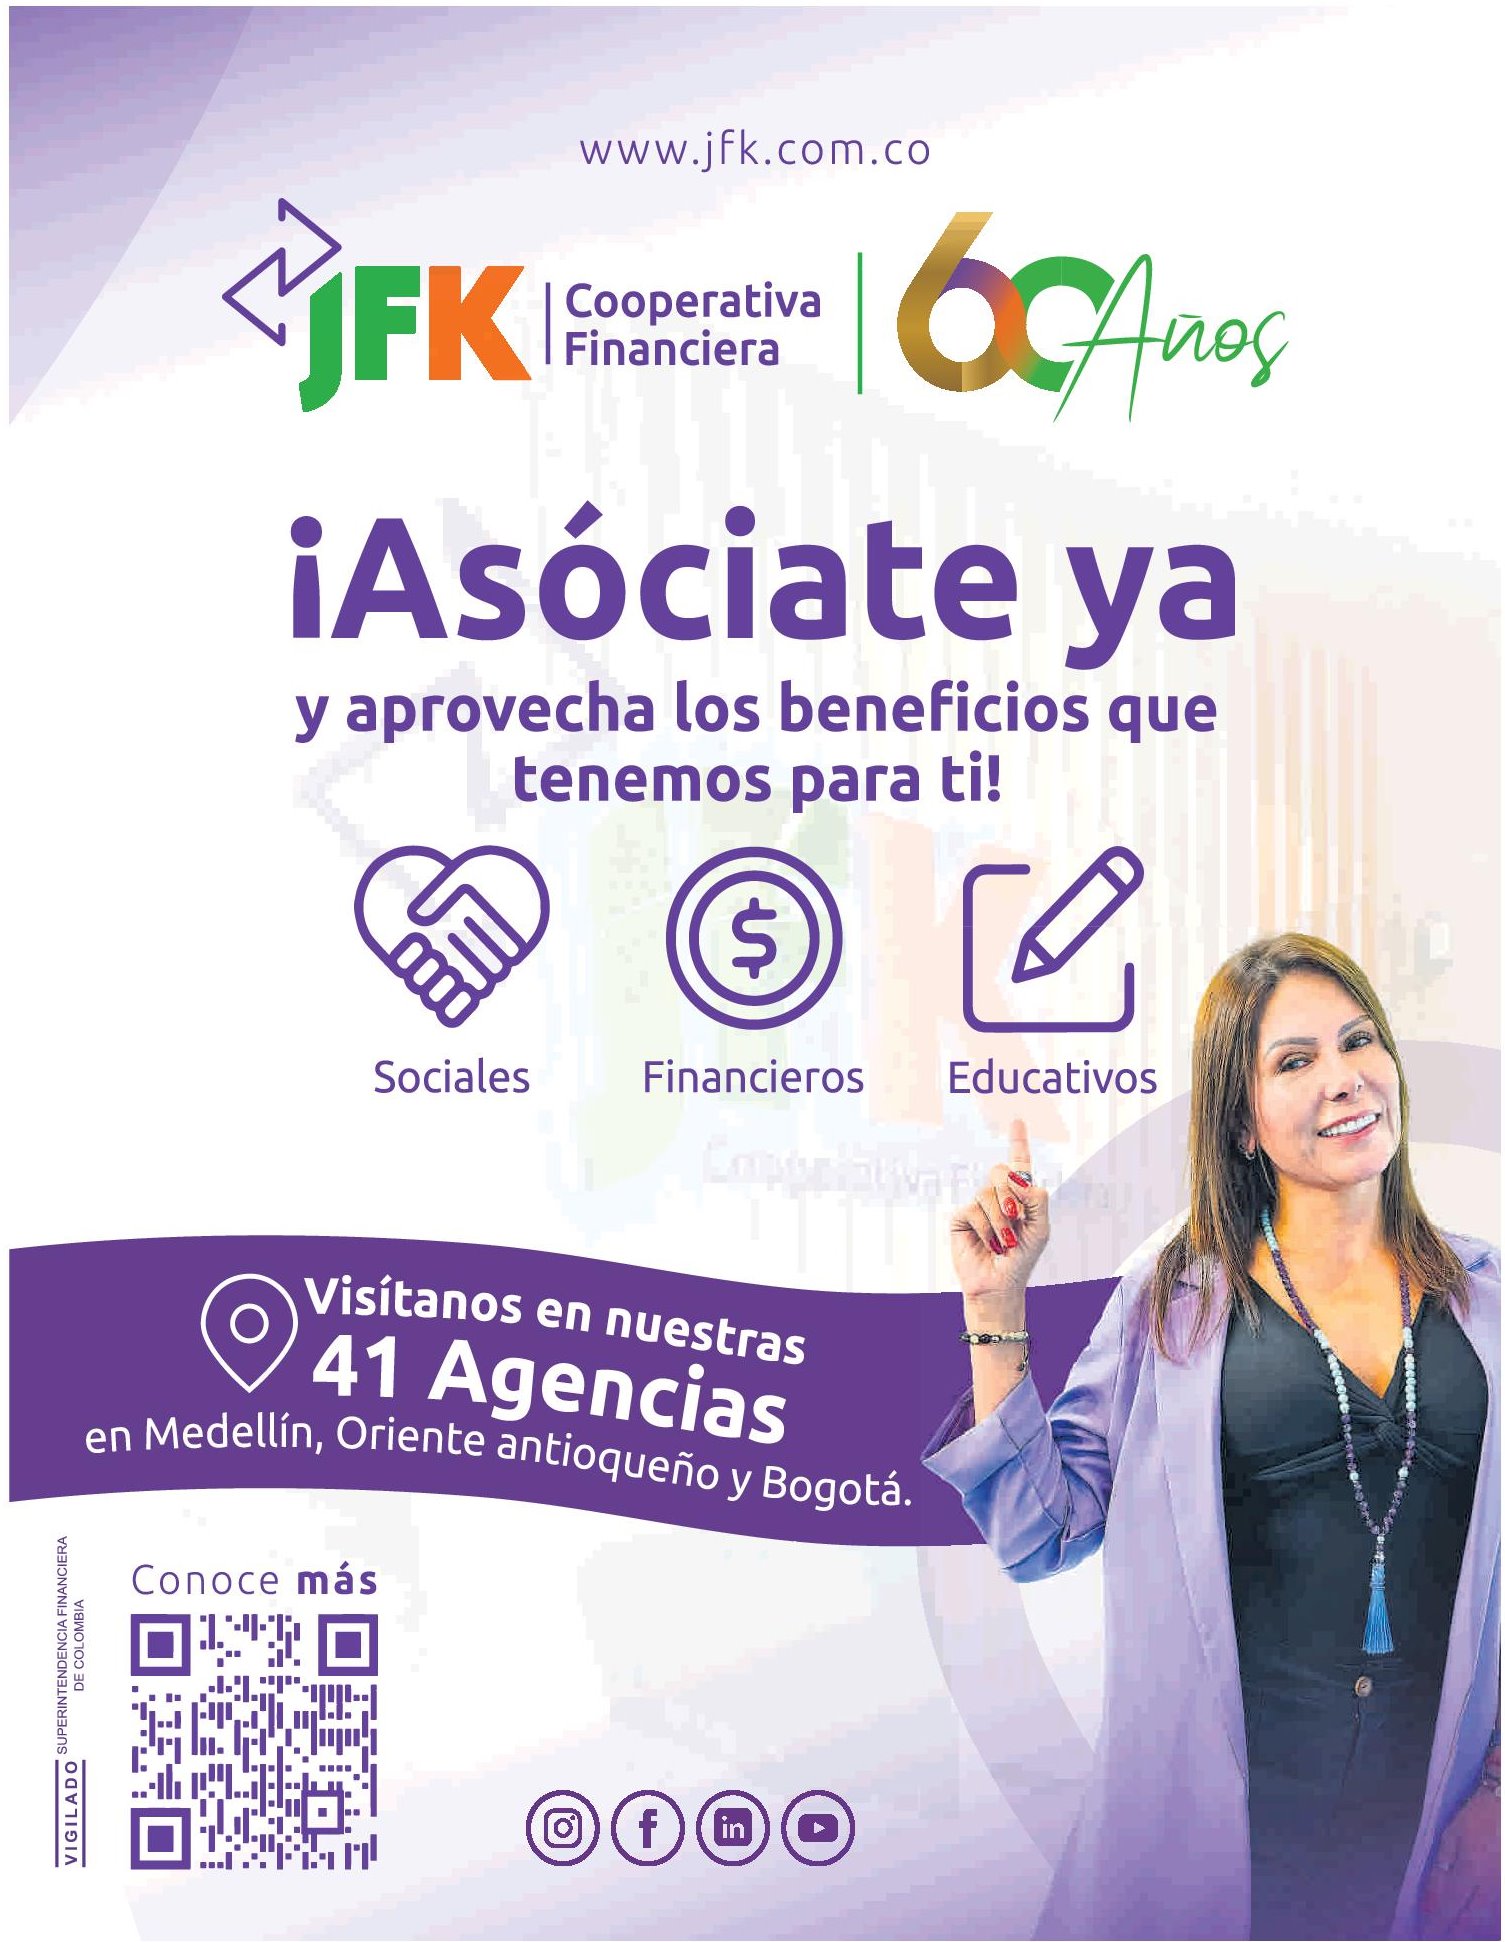 www.jfk.com.co
JFK
Cooperativa
Financiera
60 Años
¡Asóciate ya
y aprovecha los beneficios que
tenemos para ti!
Sociales
Financieros
Educativos
Visítanos en nuestras
41 Agencias
en Medellín, Oriente antioqueño y Bogotá.
Conoce más
VIGILADO SUPERINTENDENCIA FINANCIERA
DE COLOMBIA